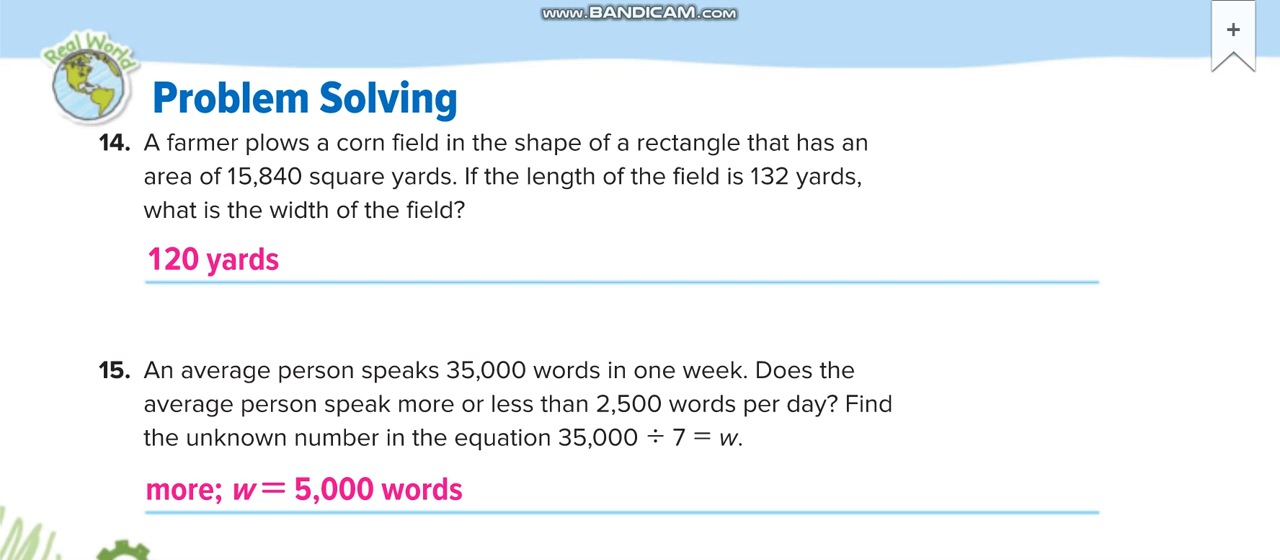 www.BANDICAM.com
+
Real World
Problem Solving
14. A farmer plows a corn field in the shape of a rectangle that has an
area of 15,840 square yards. If the length of the field is 132 yards,
what is the width of the field?
120 yards
15. An average person speaks 35,000 words in one week. Does the
average person speak more or less than 2,500 words per day? Find
the unknown number in the equation 35,000 ÷ 7 = w.
more; w = 5,000 words